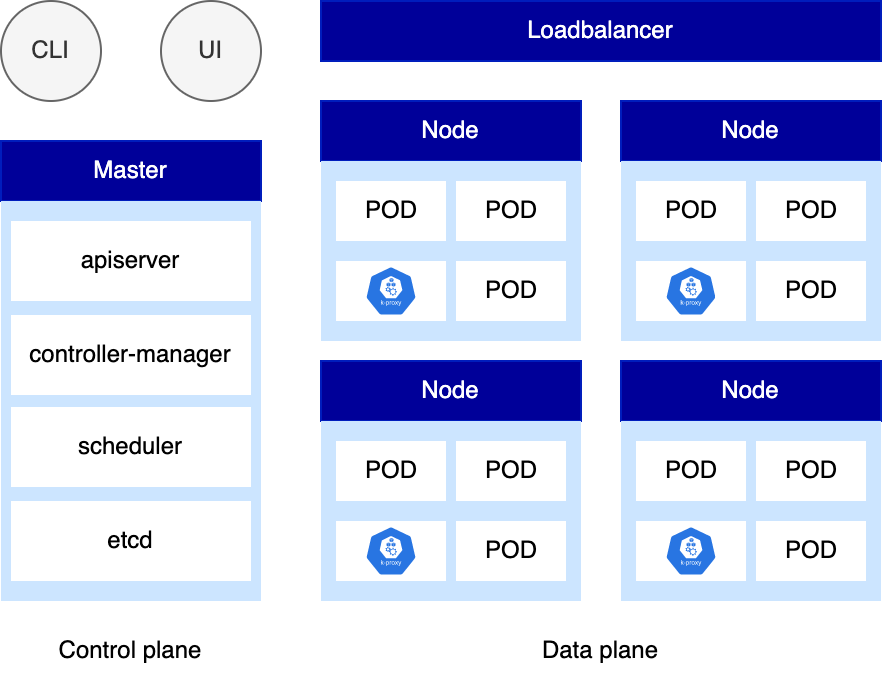 CLI
UI
Loadbalancer
Master
apiserver
controller-manager
scheduler
etcd
Control plane
Node
POD POD
k-proxy POD
Node
POD POD
k-proxy POD
Node
POD POD
k-proxy POD
Node
POD POD
k-proxy POD
Data plane